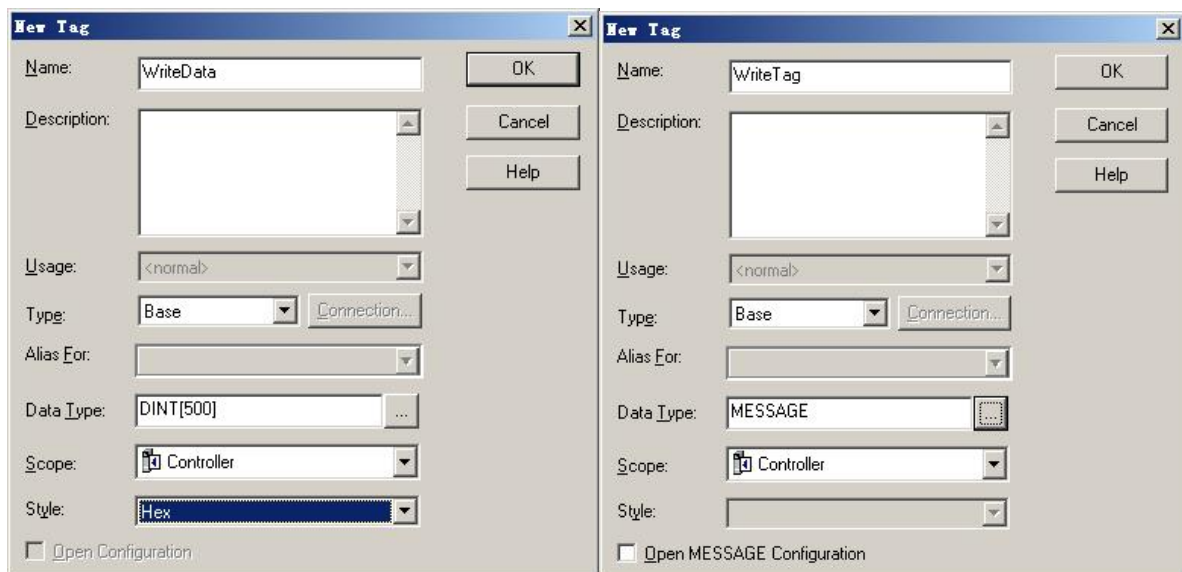 New Tag
Name:
WriteData
OK
Description:
Cancel
Help
Usage:
<normal>
Type:
Base
Connection...
Alias For:
Data Type:
DINT[500]
...
Scope:
Controller
Style:
Hex
Open Configuration
New Tag
Name:
WriteTag
OK
Description:
Cancel
Help
Usage:
<normal>
Type:
Base
Connection...
Alias For:
Data Type:
MESSAGE
...
Scope:
Controller
Style:
Open MESSAGE Configuration